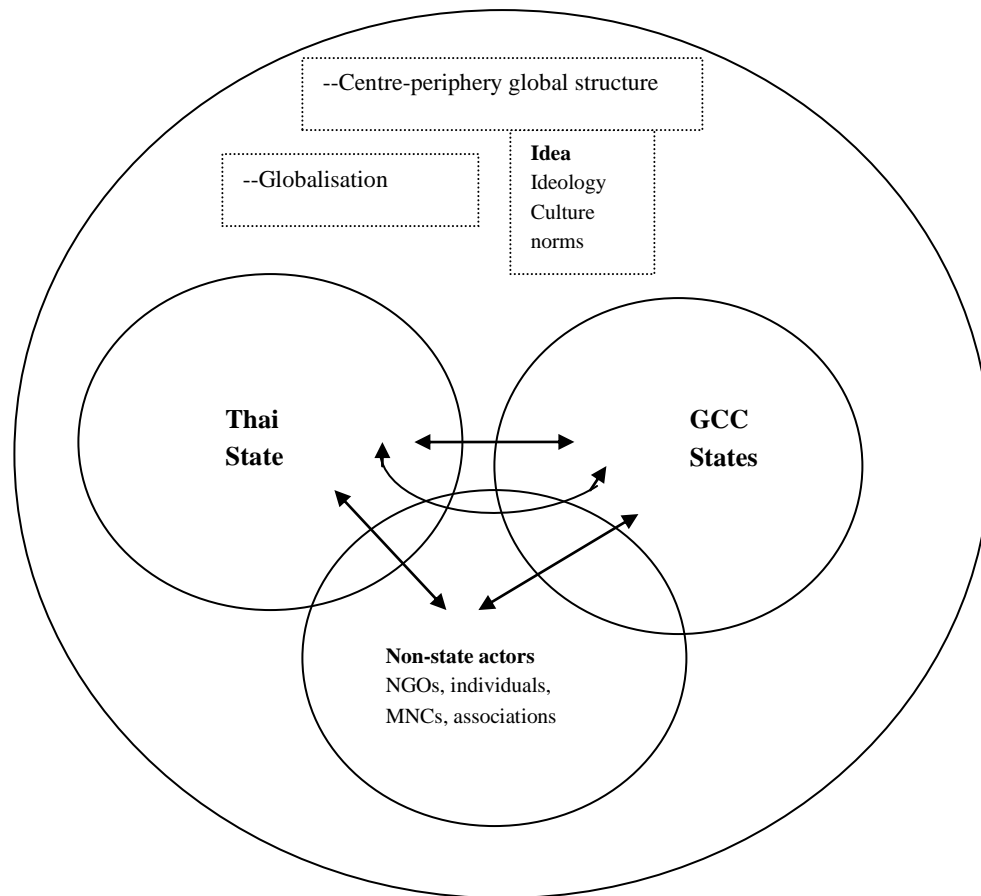 --Centre-periphery global structure
Idea
Ideology
Culture
norms
--Globalisation
Thai
State
GCC
States
Non-state actors
NGOs, individuals,
MNCs, associations